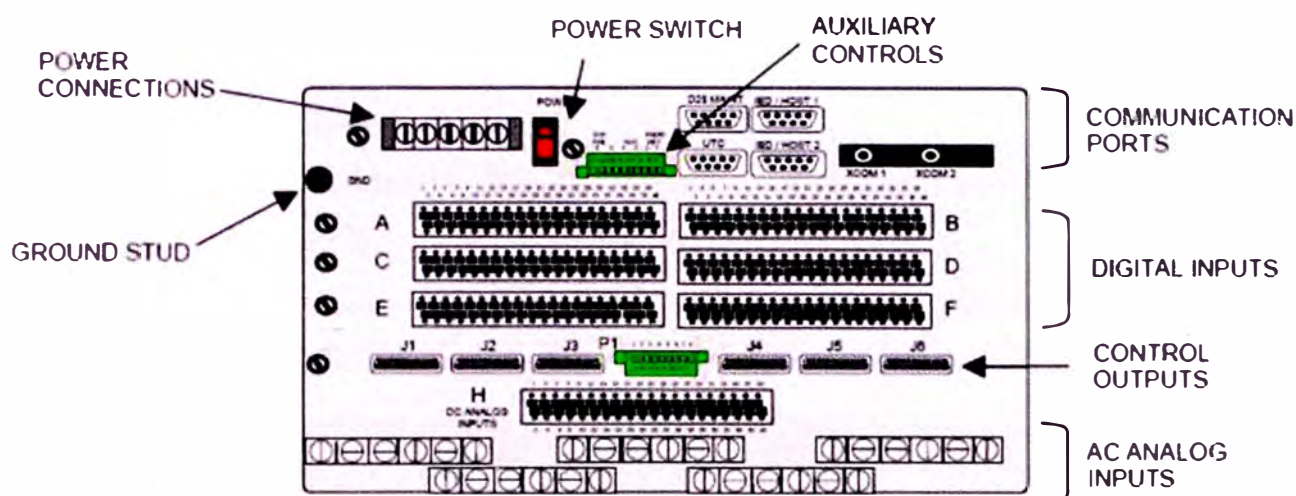 POWER SWITCH
AUXILIARY
CONTROLS
POWER
CONNECTIONS
COMMUNICATION
PORTS
UTC
XCOM 1 XCOM 2
GND
GROUND STUD
A
B
C
D
DIGITAL INPUTS
E
F
J1 J2 J3 P1 J4 J5 J6
CONTROL
OUTPUTS
H
DC ANALOG
INPUTS
AC ANALOG
INPUTS